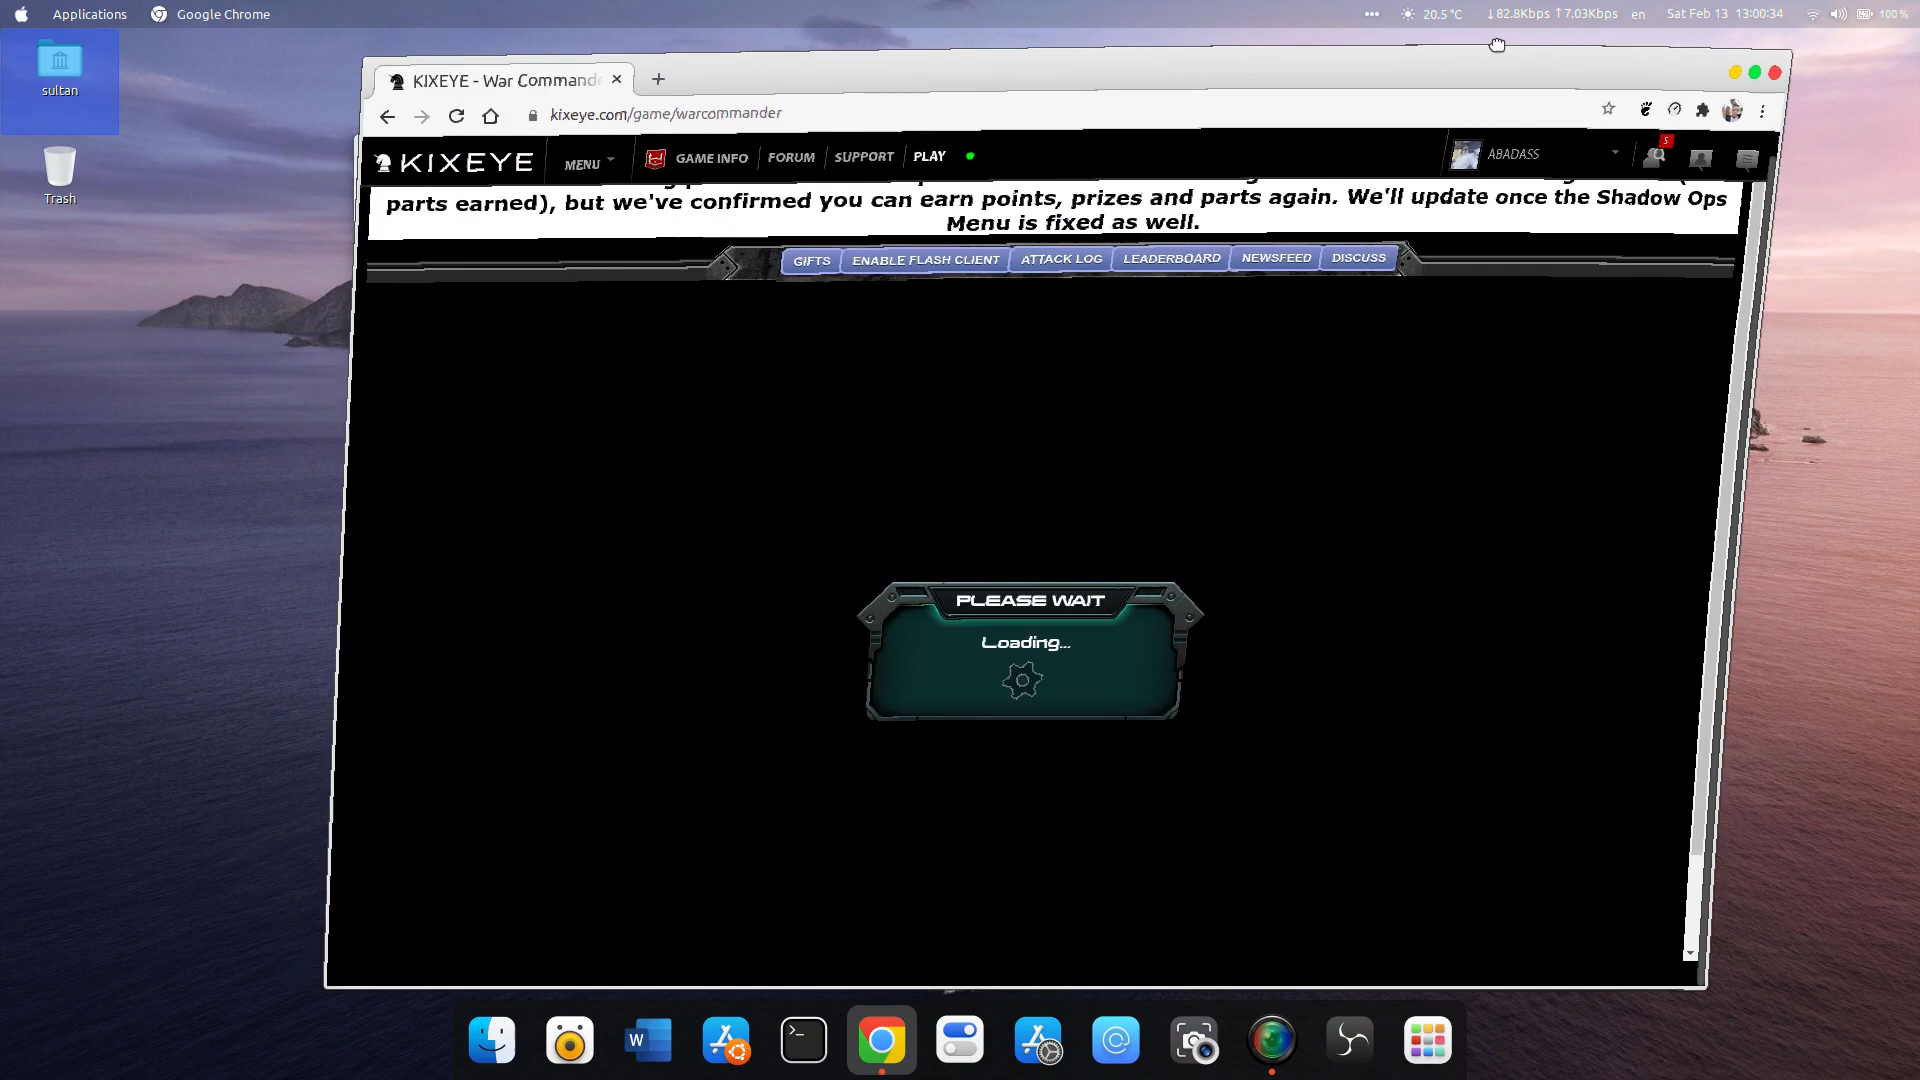 Applications
Google Chrome
20.5 °C
↓82.8Kbps ↑7.03Kbps
en
Sat Feb 13 13:00:34
100 %
sultan
Trash
KIXEYE - War Commande
kixeye.com/game/warcommander
KIXEYE
MENU
GAME INFO
FORUM
SUPPORT
PLAY
ABADASS
5
parts earned), but we've confirmed you can earn points, prizes and parts again. We'll update once the Shadow Ops
Menu is fixed as well.
GIFTS
ENABLE FLASH CLIENT
ATTACK LOG
LEADERBOARD
NEWSFEED
DISCUSS
PLEASE WAIT
Loading...
W
>_